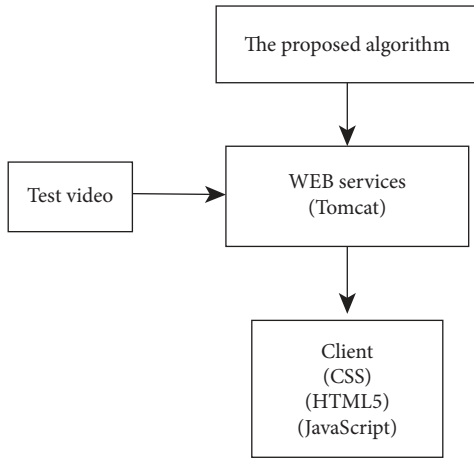 The proposed algorithm
Test video
WEB services
(Tomcat)
Client
(CSS)
(HTML5)
(JavaScript)